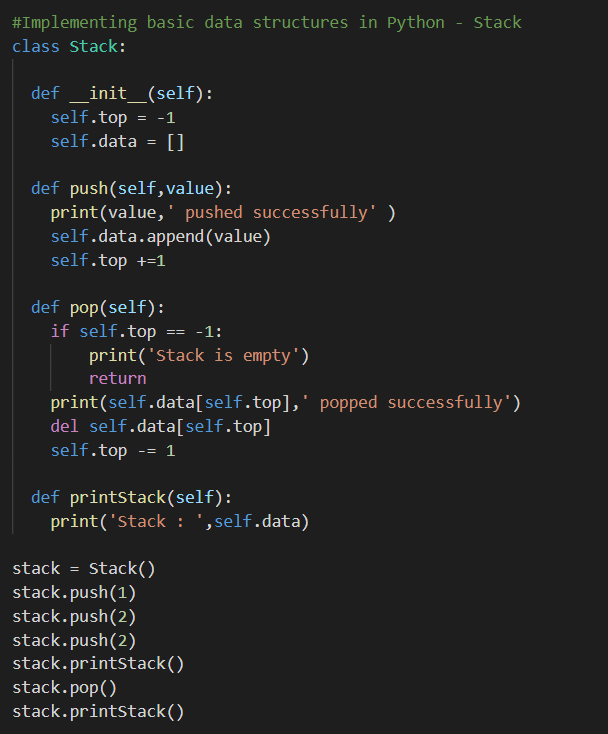 #Implementing basic data structures in Python - Stack
class Stack:
  def __init__(self):
    self.top = -1
    self.data = []
  def push(self,value):
    print(value,' pushed successfully' )
    self.data.append(value)
    self.top +=1
  def pop(self):
    if self.top == -1:
        print('Stack is empty')
        return
    print(self.data[self.top],' popped successfully')
    del self.data[self.top]
    self.top -= 1
  def printStack(self):
    print('Stack : ',self.data)
stack = Stack()
stack.push(1)
stack.push(2)
stack.push(2)
stack.printStack()
stack.pop()
stack.printStack()